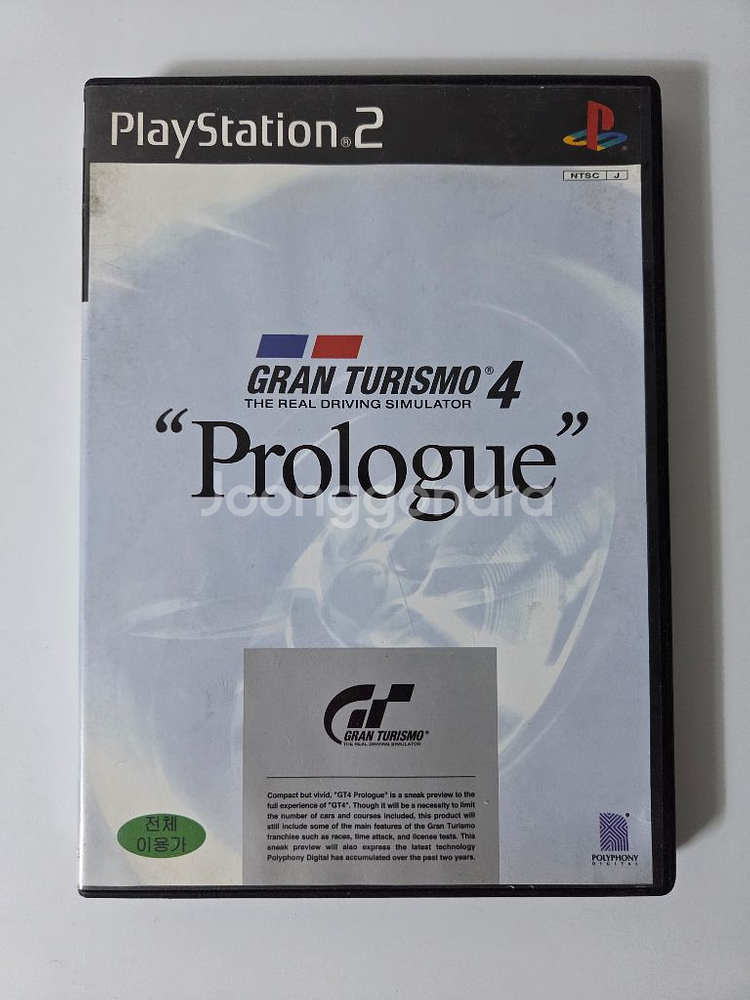 PlayStation®2
NTSC J
GRAN TURISMO® 4
THE REAL DRIVING SIMULATOR
“Prologue”
Joonggonara
GRAN TURISMO®
THE REAL DRIVING SIMULATOR
Compact but vivid, "GT4 Prologue" is a sneak preview to the
full experience of "GT4". Though it will be a necessity to limit
the number of cars and courses included, this product will
still include some of the main features of the Gran Turismo
franchise such as races, time attack, and license tests. This
sneak preview will also express the latest technology
Polyphony Digital has accumulated over the past two years.
전체
이용가
POLYPHONY
DIGITAL